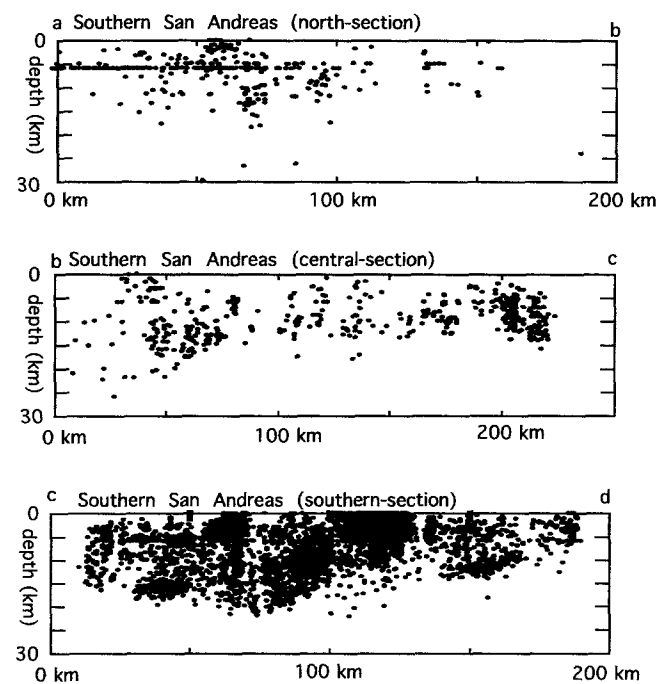 a Southern San Andreas (north-section) b
0
depth (km)
30
0 km 100 km 200 km
b Southern San Andreas (central-section) c
0
depth (km)
30
0 km 100 km 200 km
c Southern San Andreas (southern-section) d
0
depth (km)
30
0 km 100 km 200 km